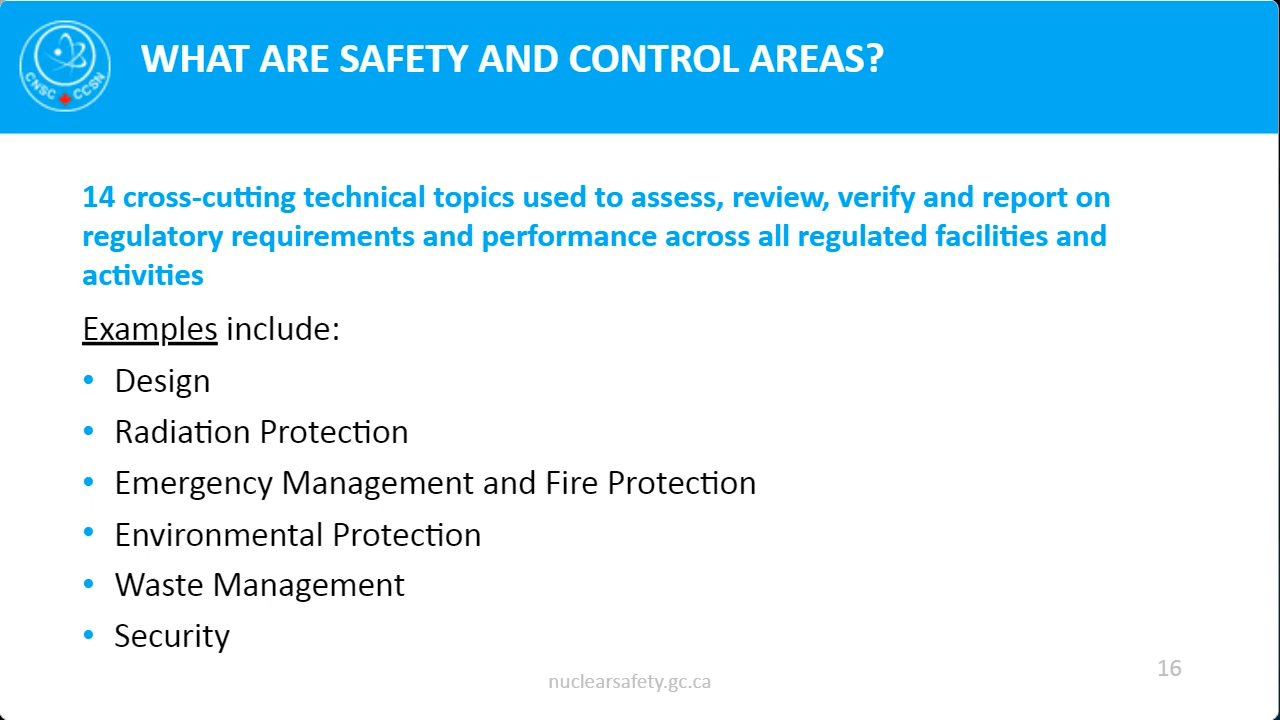 CNSC CCSN
WHAT ARE SAFETY AND CONTROL AREAS?
14 cross-cutting technical topics used to assess, review, verify and report on
regulatory requirements and performance across all regulated facilities and
activities
Examples include:
• Design
• Radiation Protection
• Emergency Management and Fire Protection
• Environmental Protection
• Waste Management
• Security
nuclearsafety.gc.ca
16